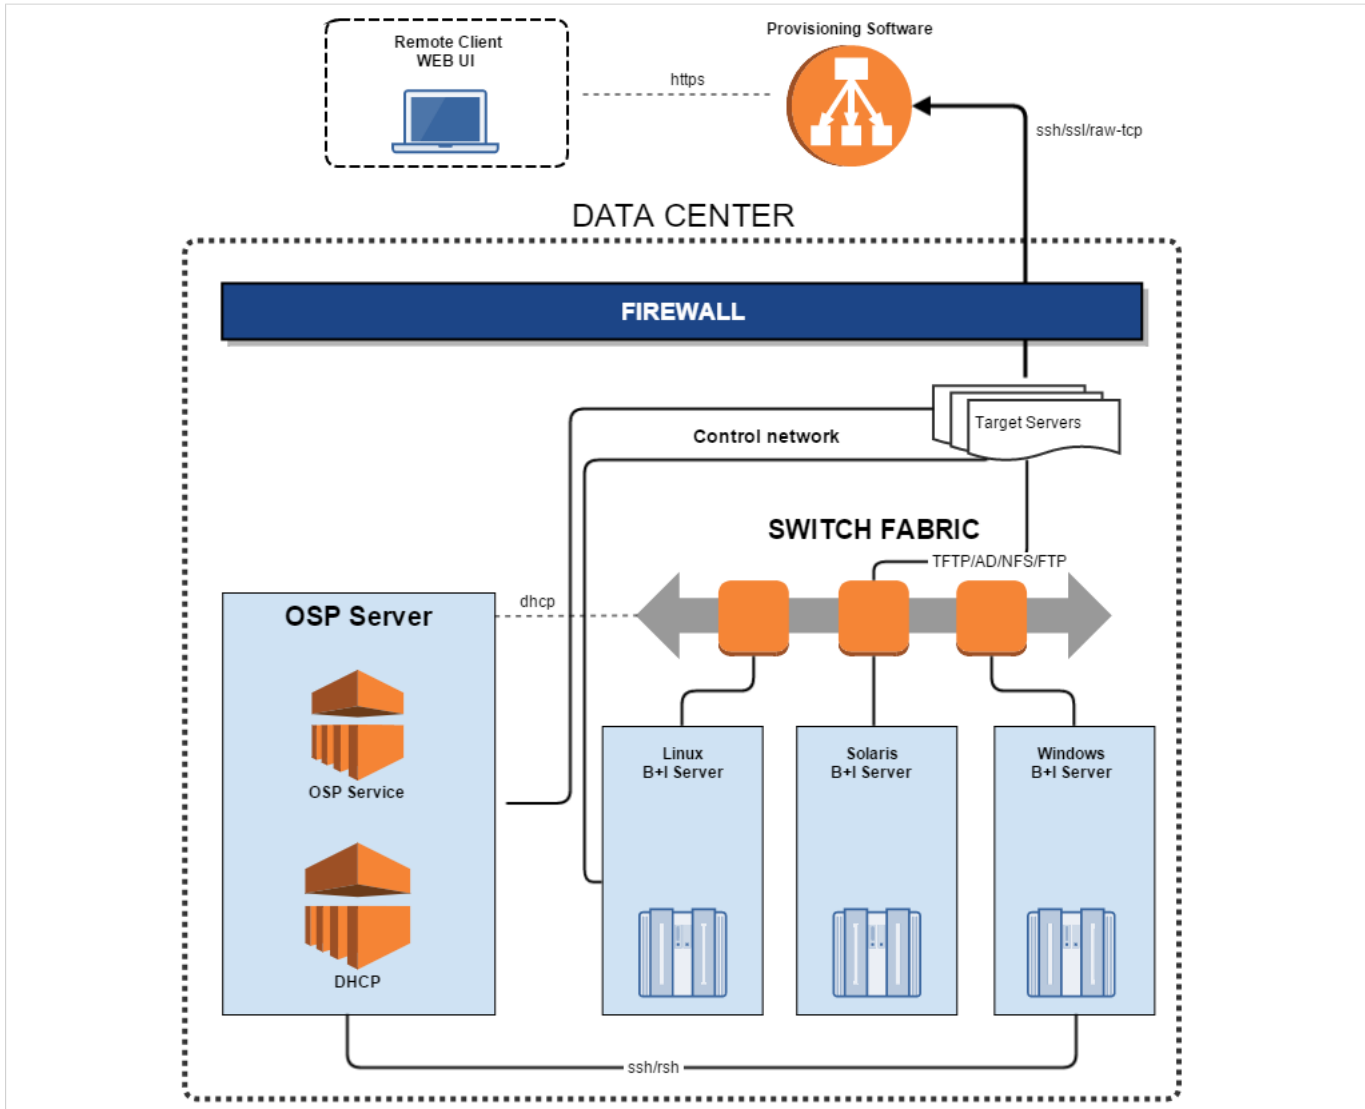 Remote Client
WEB UI
https
Provisioning Software
ssh/ssl/raw-tcp
DATA CENTER
FIREWALL
Target Servers
Control network
SWITCH FABRIC
TFTP/AD/NFS/FTP
dhcp
OSP Server
OSP Service
DHCP
Linux
B+I Server
Solaris
B+I Server
Windows
B+I Server
ssh/rsh